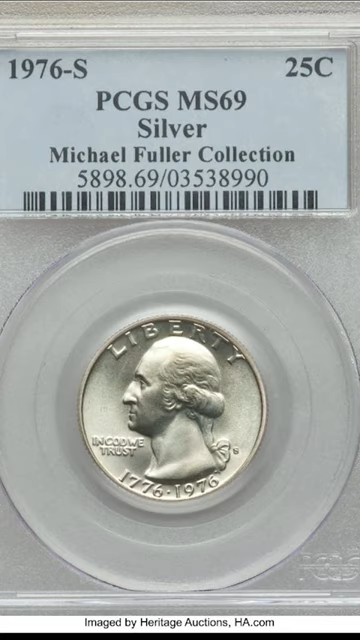 1976-S 25C
PCGS MS69
Silver
Michael Fuller Collection
5898.69/03538990
LIBERTY
IN GOD WE
TRUST
S
1776·1976
PCGS
Imaged by Heritage Auctions, HA.com